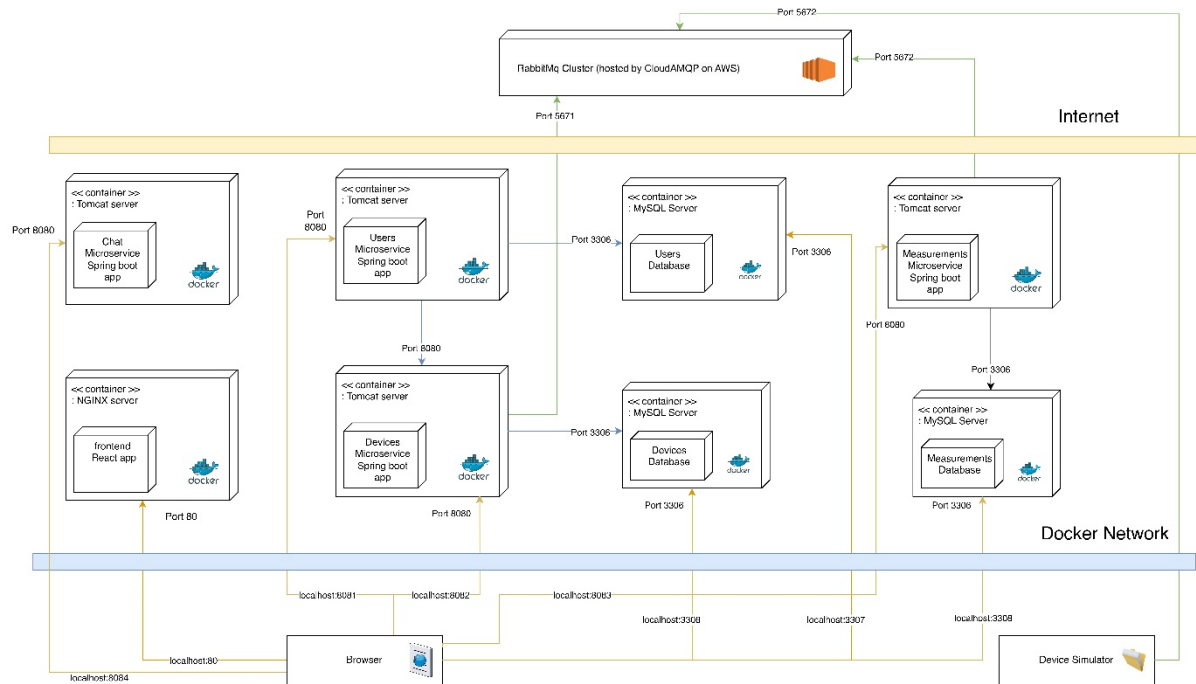 Port 5672
RabbitMq Cluster (hosted by CloudAMQP on AWS)
Port 5672
Port 5671
Internet
<< container >>
: Tomcat server
Chat
Microservice
Spring boot
app
docker
Port 8080
<< container >>
: Tomcat server
Users
Microservice
Spring boot
app
docker
Port
8080
Port 3306
<< container >>
: MySQL Server
Users
Database
docker
Port 3306
<< container >>
: Tomcat server
Measurements
Microservice
Spring boot
app
docker
Port 8080
Port 8080
Port 3306
<< container >>
: NGINX server
frontend
React app
docker
Port 80
<< container >>
: Tomcat server
Devices
Microservice
Spring boot
app
docker
Port 8080
Port 3306
<< container >>
: MySQL Server
Devices
Database
docker
Port 3306
<< container >>
: MySQL Server
Measurements
Database
docker
Port 3306
Docker Network
localhost:8081
localhost:8082
localhost:8083
localhost:3308
localhost:3307
localhost:3308
localhost:80
localhost:8084
Browser
Device Simulator